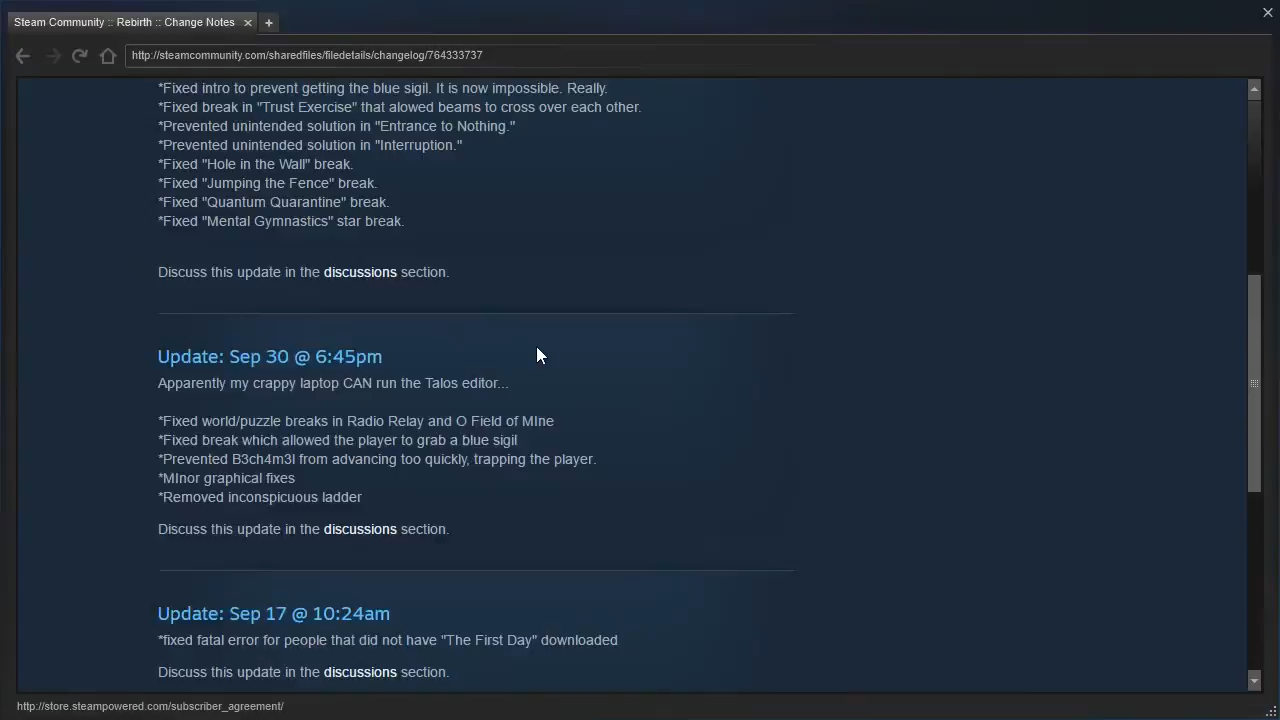 Steam Community :: Rebirth :: Change Notes
http://steamcommunity.com/sharedfiles/filedetails/changelog/764333737
*Fixed intro to prevent getting the blue sigil. It is now impossible. Really.
*Fixed break in "Trust Exercise" that alowed beams to cross over each other.
*Prevented unintended solution in "Entrance to Nothing."
*Prevented unintended solution in "Interruption."
*Fixed "Hole in the Wall" break.
*Fixed "Jumping the Fence" break.
*Fixed "Quantum Quarantine" break.
*Fixed "Mental Gymnastics" star break.
Discuss this update in the discussions section.
Update: Sep 30 @ 6:45pm
Apparently my crappy laptop CAN run the Talos editor...
*Fixed world/puzzle breaks in Radio Relay and O Field of MIne
*Fixed break which allowed the player to grab a blue sigil
*Prevented B3ch4m3l from advancing too quickly, trapping the player.
*MInor graphical fixes
*Removed inconspicuous ladder
Discuss this update in the discussions section.
Update: Sep 17 @ 10:24am
*fixed fatal error for people that did not have "The First Day" downloaded
Discuss this update in the discussions section.
http://store.steampowered.com/subscriber_agreement/